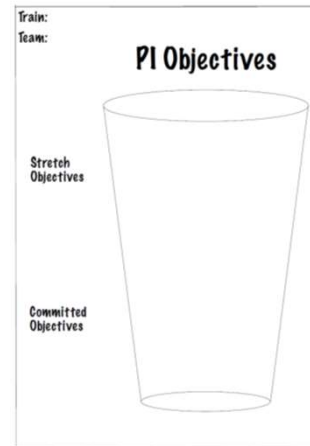 Train:
Team:
PI Objectives
Stretch
Objectives
Committed
Objectives